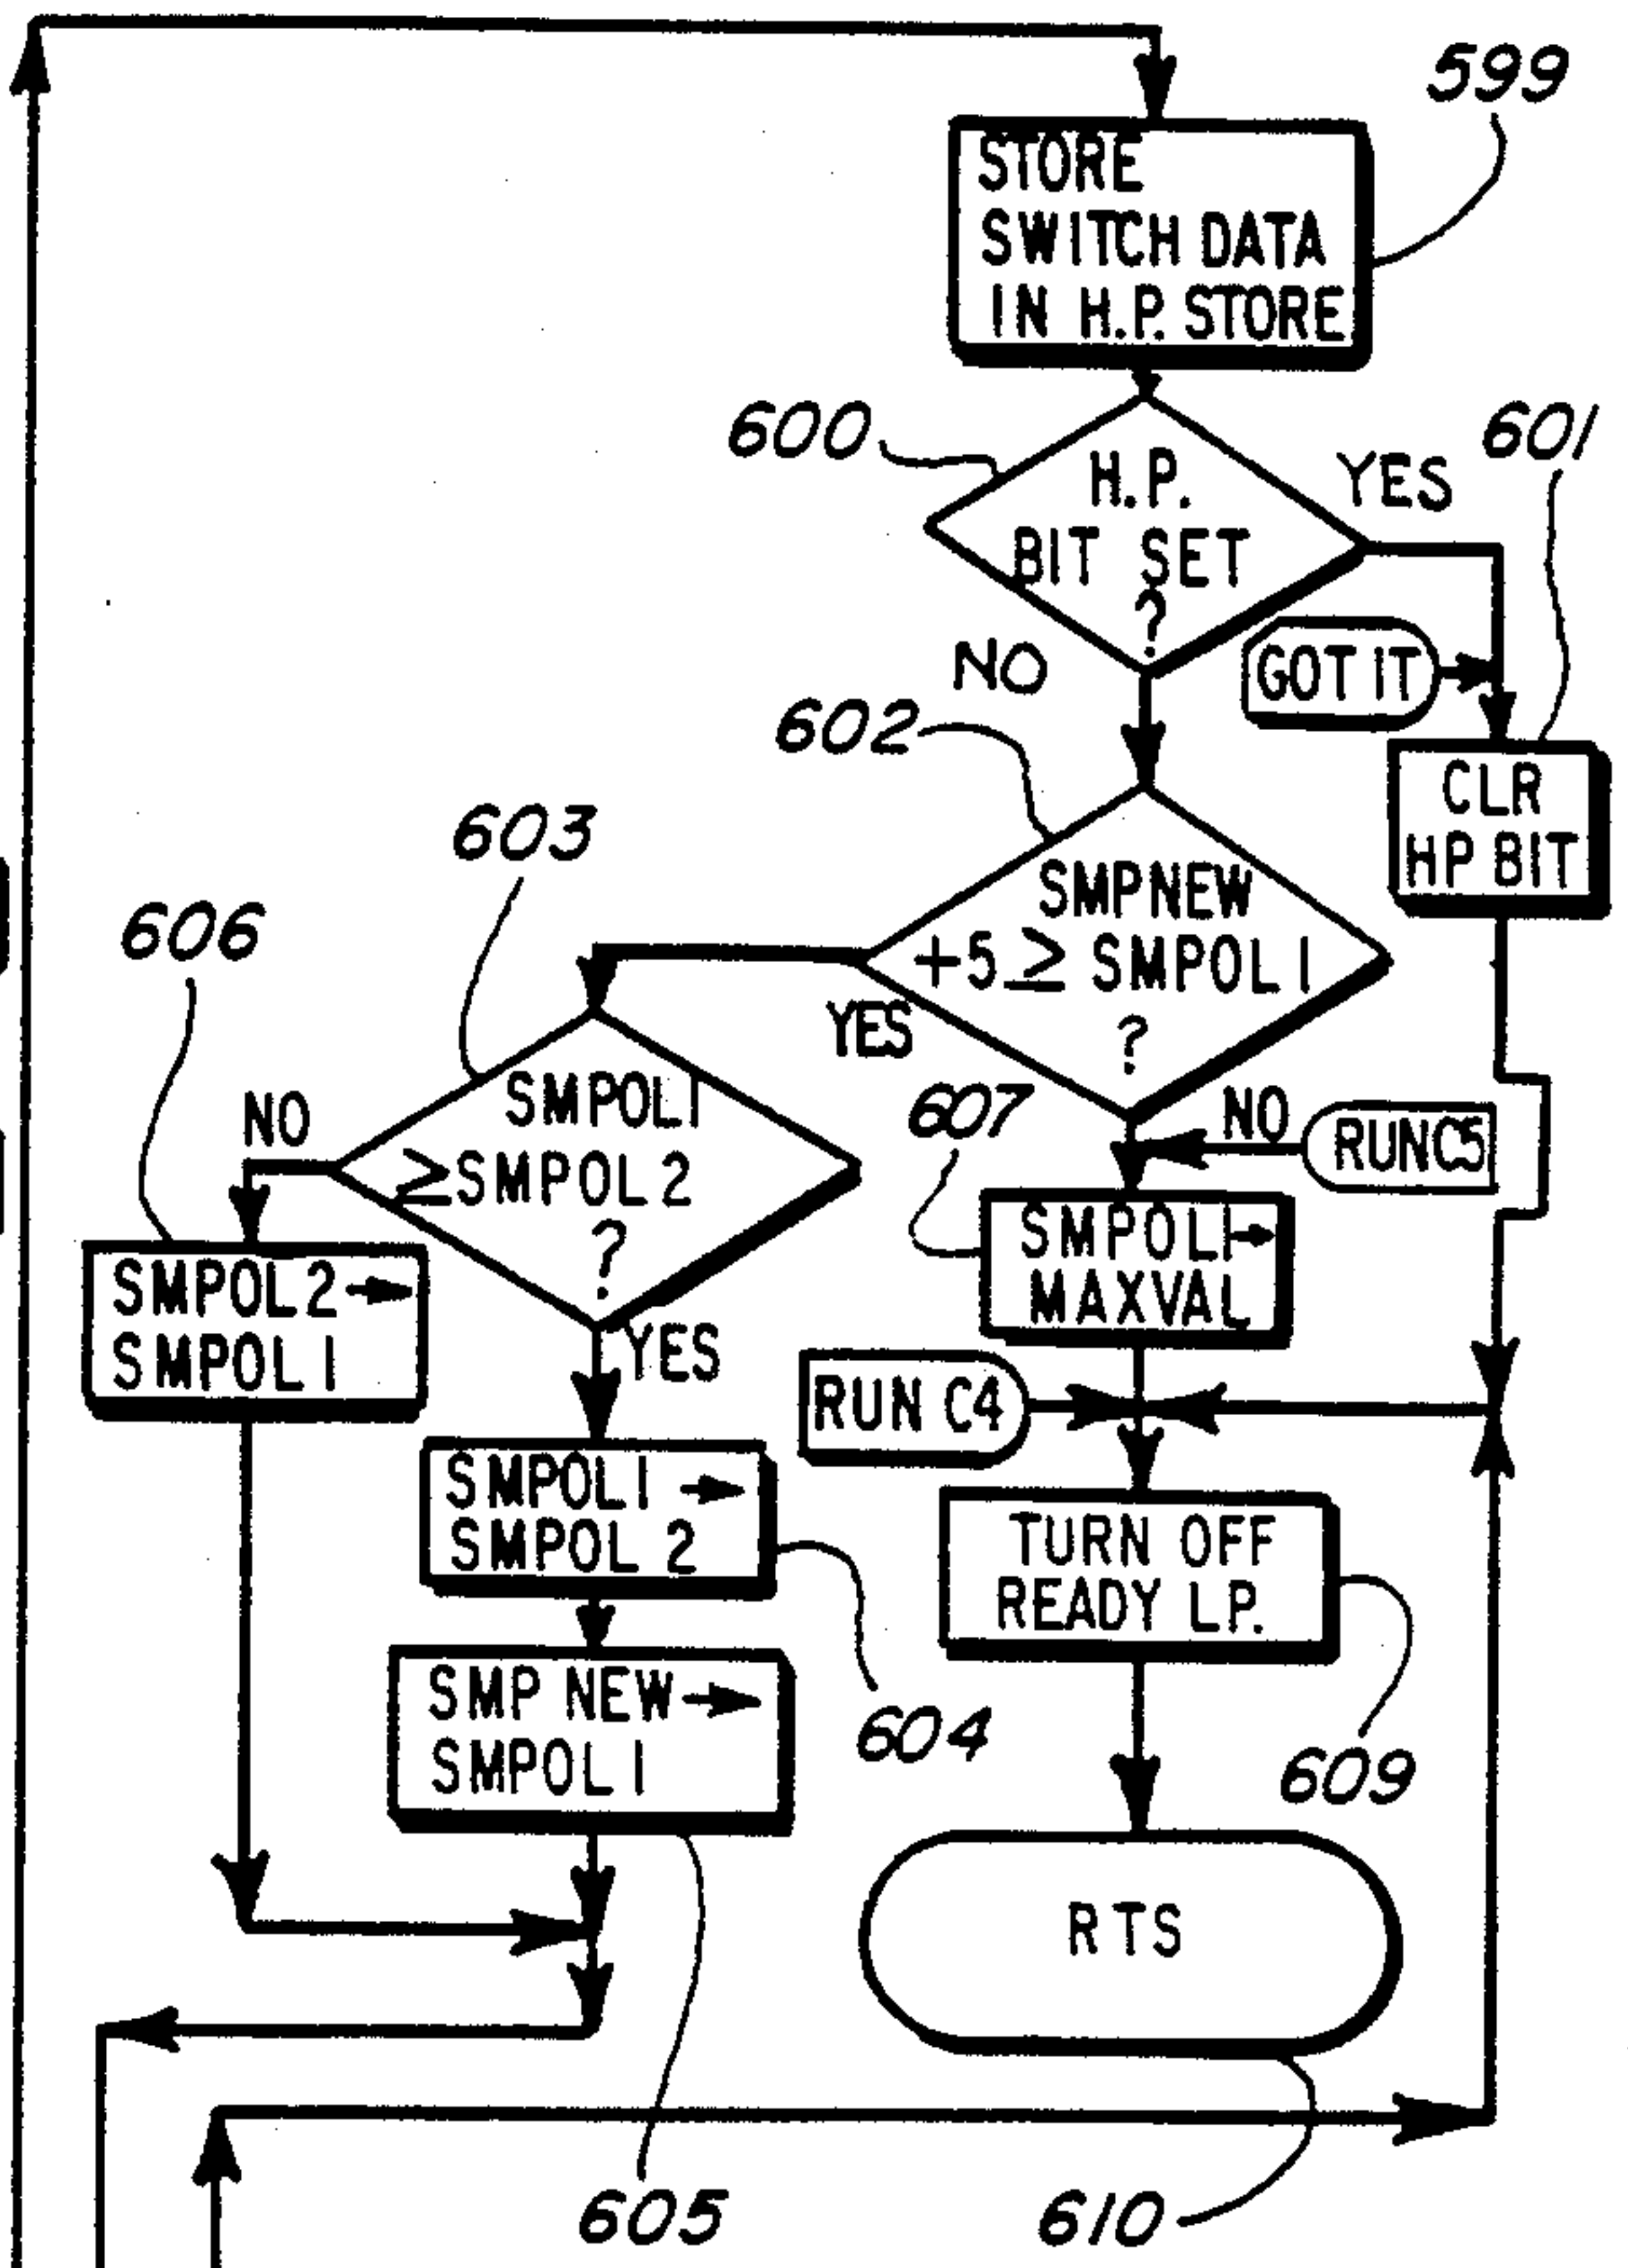 599
STORE
SWITCH DATA
IN H.P. STORE
600
H.P.
BIT SET
?
YES
601
NO
GOT IT
602
CLR
HP BIT
603
SMPNEW
+5 ≥ SMPOL1
?
YES
606
607
NO
RUNC5
SMPOL1
≥SMPOL2
?
NO
YES
SMPOL1→
MAXVAL
SMPOL2→
SMPOL1
RUN C4
SMPOL1 →
SMPOL 2
604
TURN OFF
READY LP.
609
SMP NEW→
SMPOL1
605
RTS
610